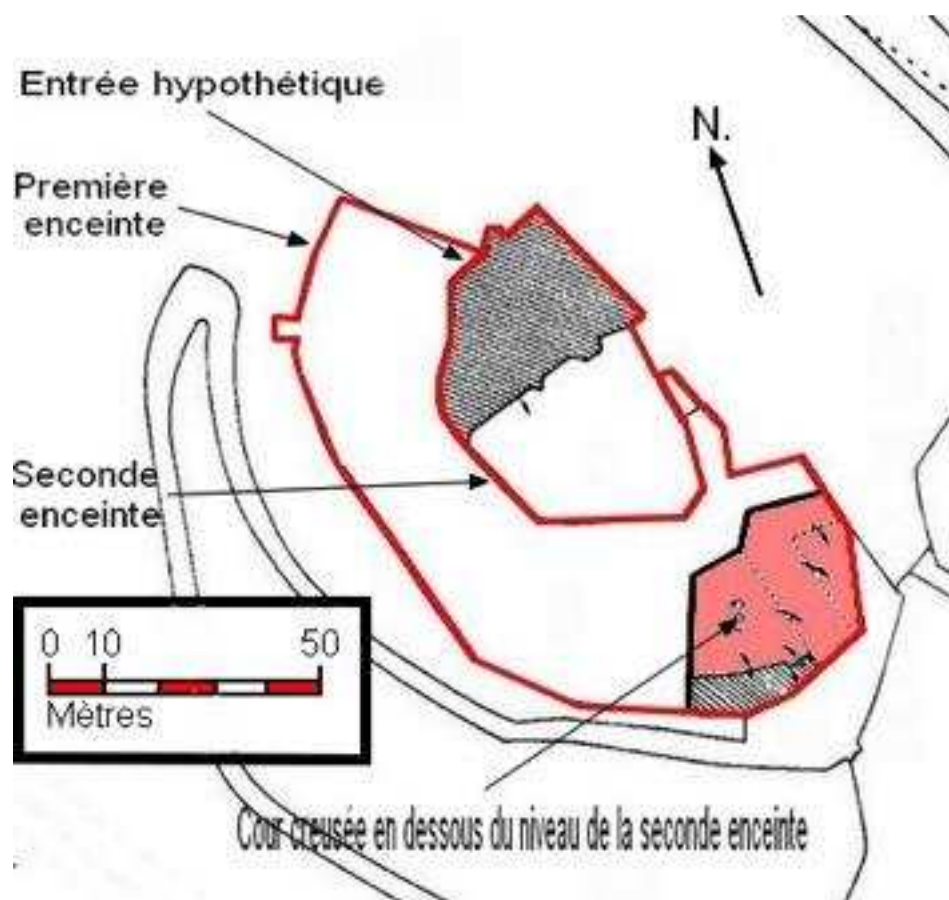 Entrée hypothétique
N.
Première
enceinte
Seconde
enceinte
0 10 50
Mètres
Cour creusée en dessous du niveau de la seconde enceinte